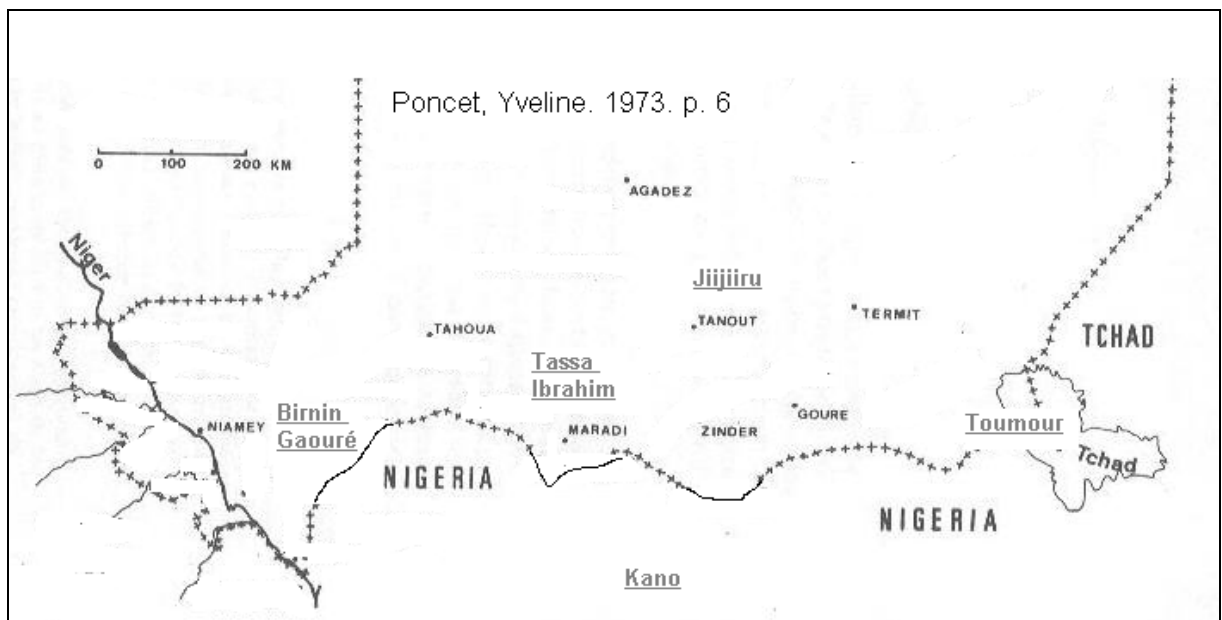 Poncet, Yveline. 1973. p. 6
0 100 200 KM
AGADEZ
Niger
Jiijiiru
TERMIT
TANOUT
TAHOUA
TCHAD
Tassa
Ibrahim
Birnin
Gaouré
GOURE
Toumour
NIAMEY
MARADI
ZINDER
Tchad
NIGERIA
NIGERIA
Kano